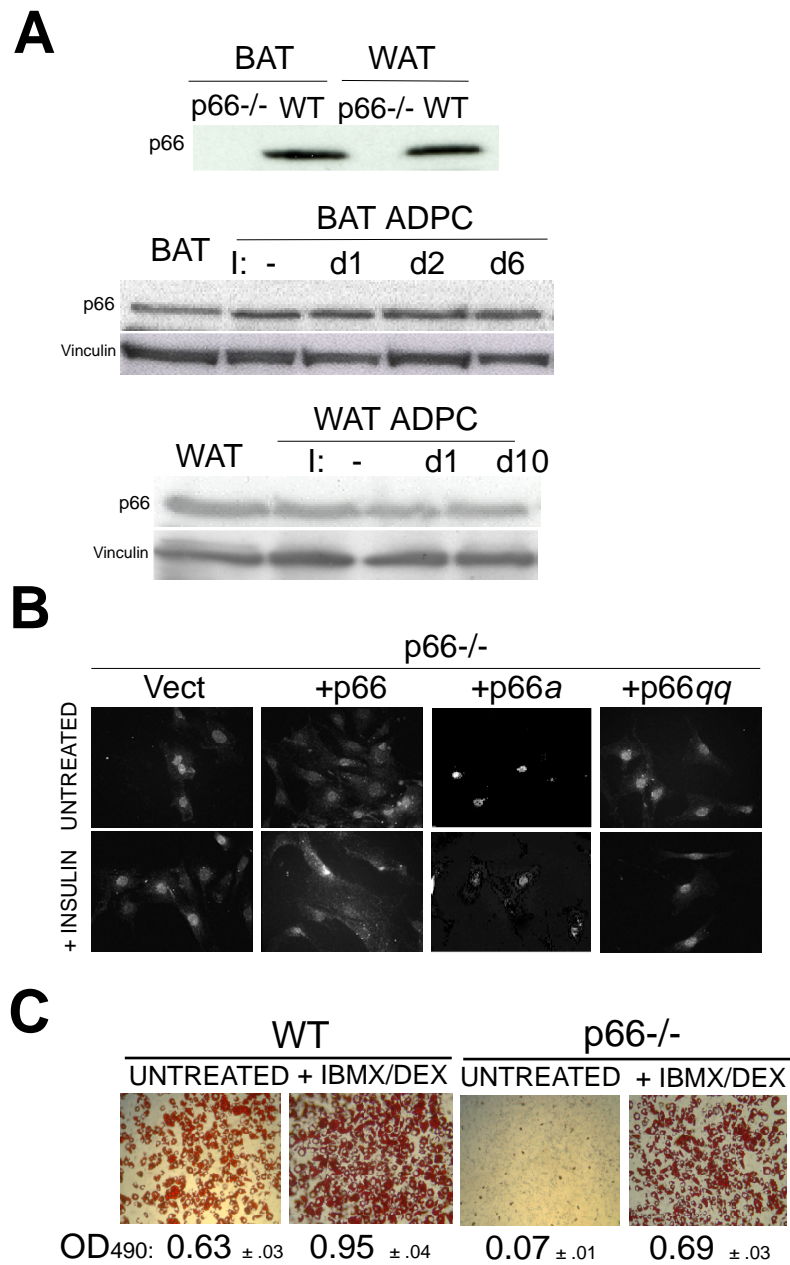 A
BAT WAT
p66-/- WT p66-/- WT
p66
BAT ADPC
BAT I: - d1 d2 d6
p66
Vinculin
WAT ADPC
WAT I: - d1 d10
p66
Vinculin
B
p66-/-
Vect +p66 +p66a +p66qq
UNTREATED
+ INSULIN
C
WT p66-/-
UNTREATED + IBMX/DEX UNTREATED + IBMX/DEX
OD490: 0.63 ± .03 0.95 ± .04 0.07 ± .01 0.69 ± .03